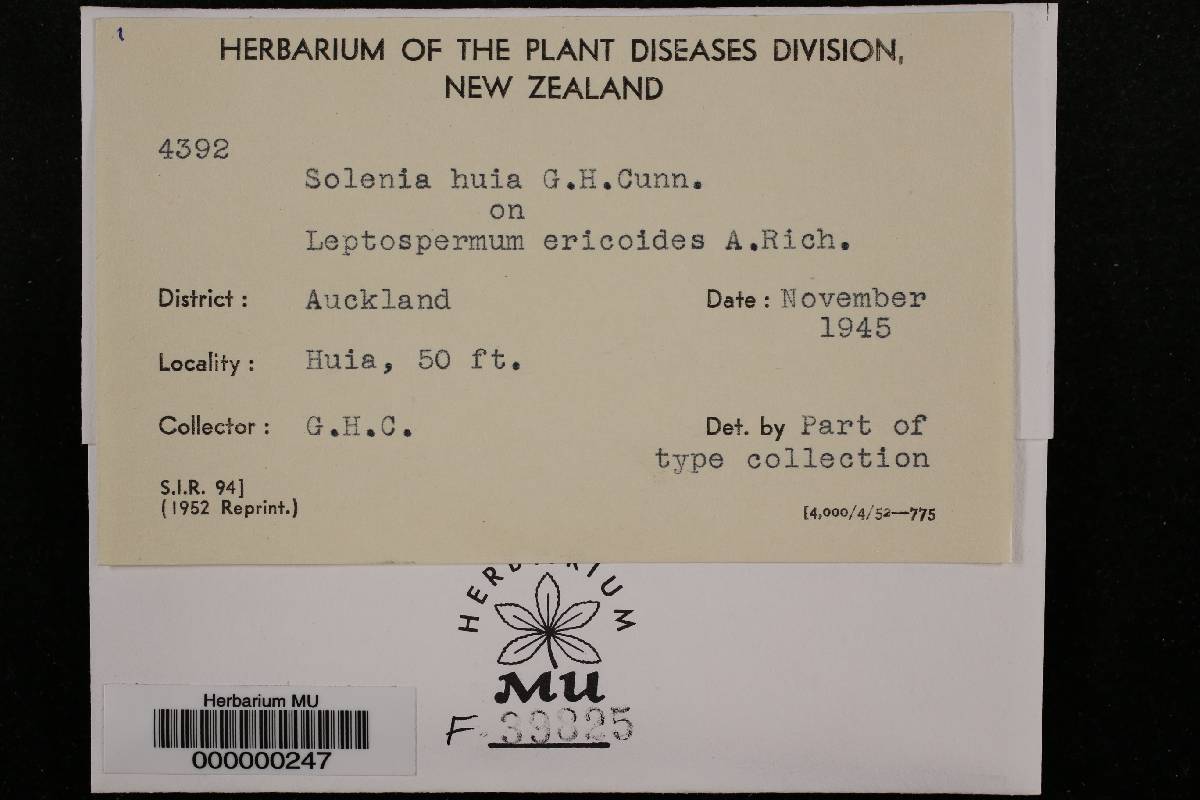 HERBARIUM OF THE PLANT DISEASES DIVISION,
NEW ZEALAND
4392
Solenia huia G.H.Cunn.
on
Leptospermum ericoides A.Rich.
District : Auckland
Date : November
1945
Locality : Huia, 50 ft.
Collector : G.H.C.
Det. by Part of
type collection
S.I.R. 94]
(1952 Reprint.)
[4,000/4/52—775
HERBARIUM
MU
F-39825
Herbarium MU
000000247